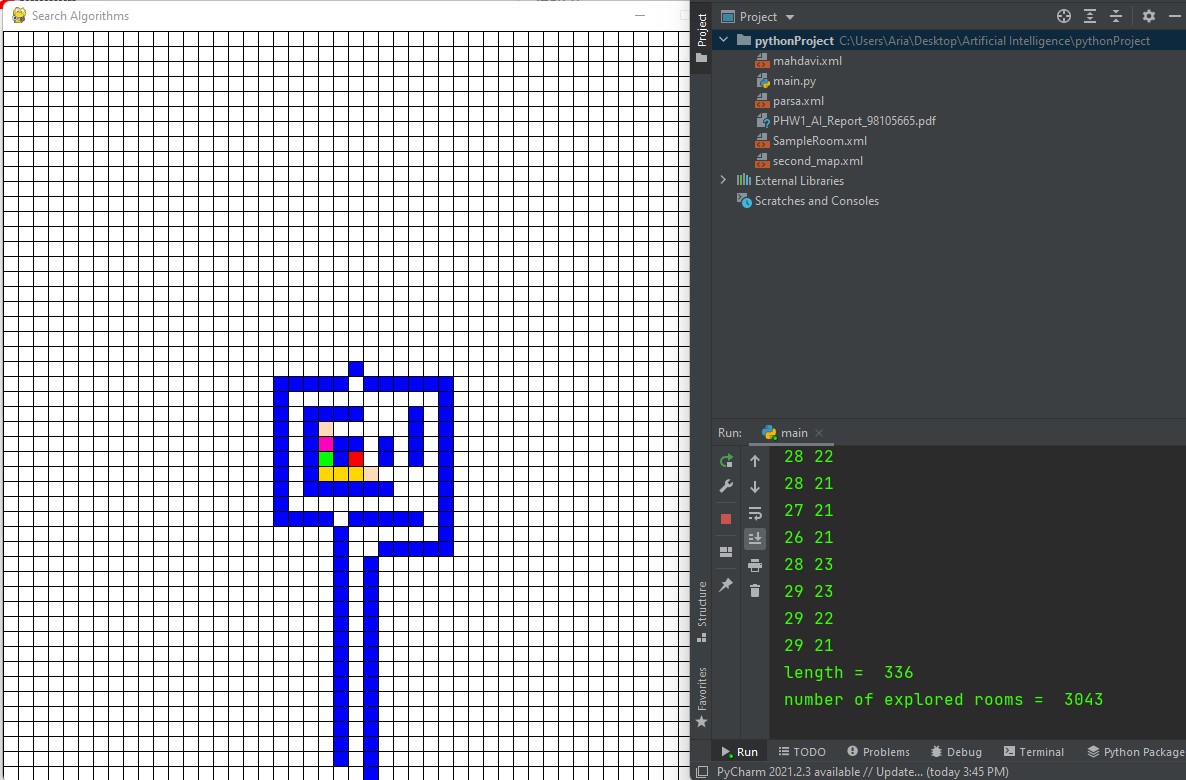 Search Algorithms
Project
Project
pythonProject C:\Users\Aria\Desktop\Artificial Intelligence\pythonProject
mahdavi.xml
main.py
parsa.xml
PHW1_AI_Report_98105665.pdf
SampleRoom.xml
second_map.xml
External Libraries
Scratches and Consoles
Run: main
28 22
28 21
27 21
26 21
28 23
29 23
29 22
29 21
length =  336
number of explored rooms =  3043
Structure
Favorites
Run TODO Problems Debug Terminal Python Package
PyCharm 2021.2.3 available // Update... (today 3:45 PM)